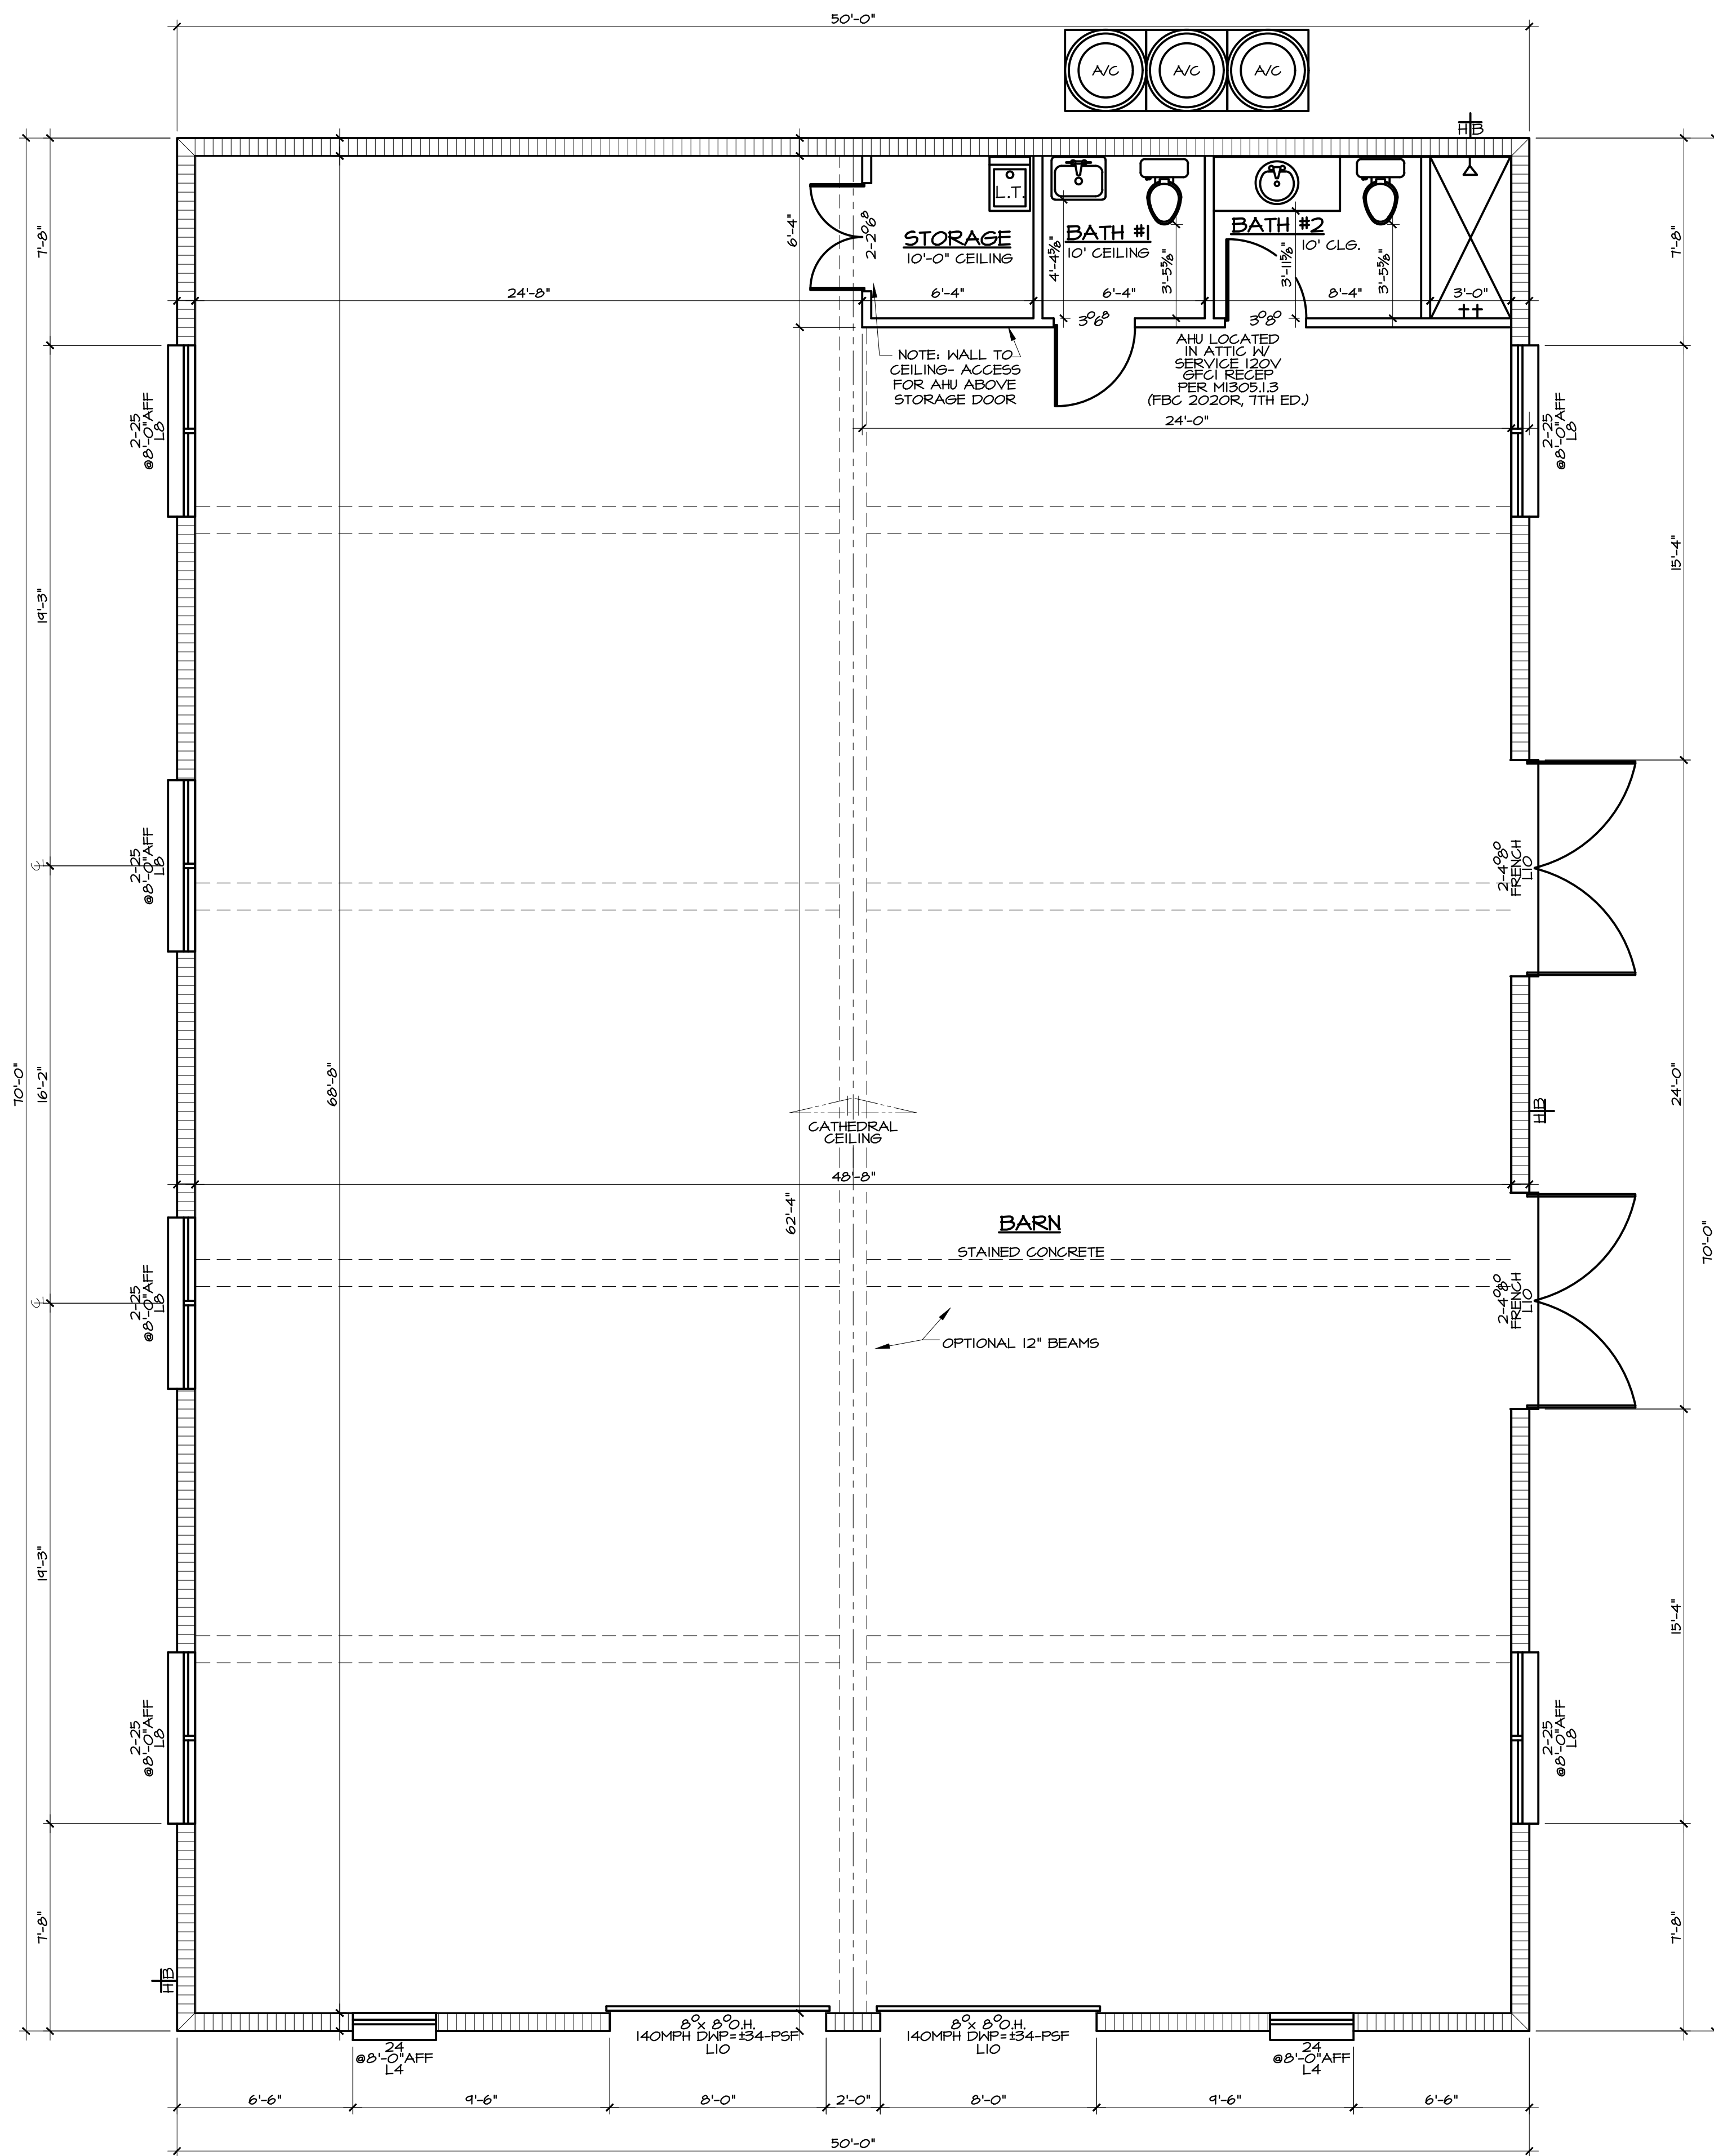 50'-0"
A/C
A/C
A/C
HB
7'-8"
6'-4"
2-2⁰6⁸
L.T.
STORAGE
10'-0" CEILING
BATH #1
10' CEILING
BATH #2
10' CLG.
4'-4⅝"
3'-5⅝"
3'-11⅝"
3'-5⅝"
7'-8"
24'-8"
6'-4"
6'-4"
8'-4"
3'-0"
3⁰6⁸
3⁰8⁰
NOTE: WALL TO
CEILING- ACCESS
FOR AHU ABOVE
STORAGE DOOR
AHU LOCATED
IN ATTIC W/
SERVICE 120V
GFCI RECEP
PER M1305.1.3
(FBC 2020R, 7TH ED.)
24'-0"
2-25
@8'-0"AFF
L8
2-25
@8'-0"AFF
L8
15'-4"
19'-3"
2-25
@8'-0"AFF
L8
2-4⁰8⁰
FRENCH
L10
70'-0"
16'-2"
68'-8"
24'-0"
HB
CATHEDRAL
CEILING
48'-8"
62'-4"
BARN
STAINED CONCRETE
70'-0"
2-25
@8'-0"AFF
L8
2-4⁰8⁰
FRENCH
L10
OPTIONAL 12" BEAMS
19'-3"
15'-4"
2-25
@8'-0"AFF
L8
2-25
@8'-0"AFF
L8
7'-8"
7'-8"
HB
8⁰x 8⁰O.H.
140MPH DWP=±34-PSF
L10
8⁰x 8⁰O.H.
140MPH DWP=±34-PSF
L10
24
@8'-0"AFF
L4
24
@8'-0"AFF
L4
6'-6"
9'-6"
8'-0"
2'-0"
8'-0"
9'-6"
6'-6"
50'-0"